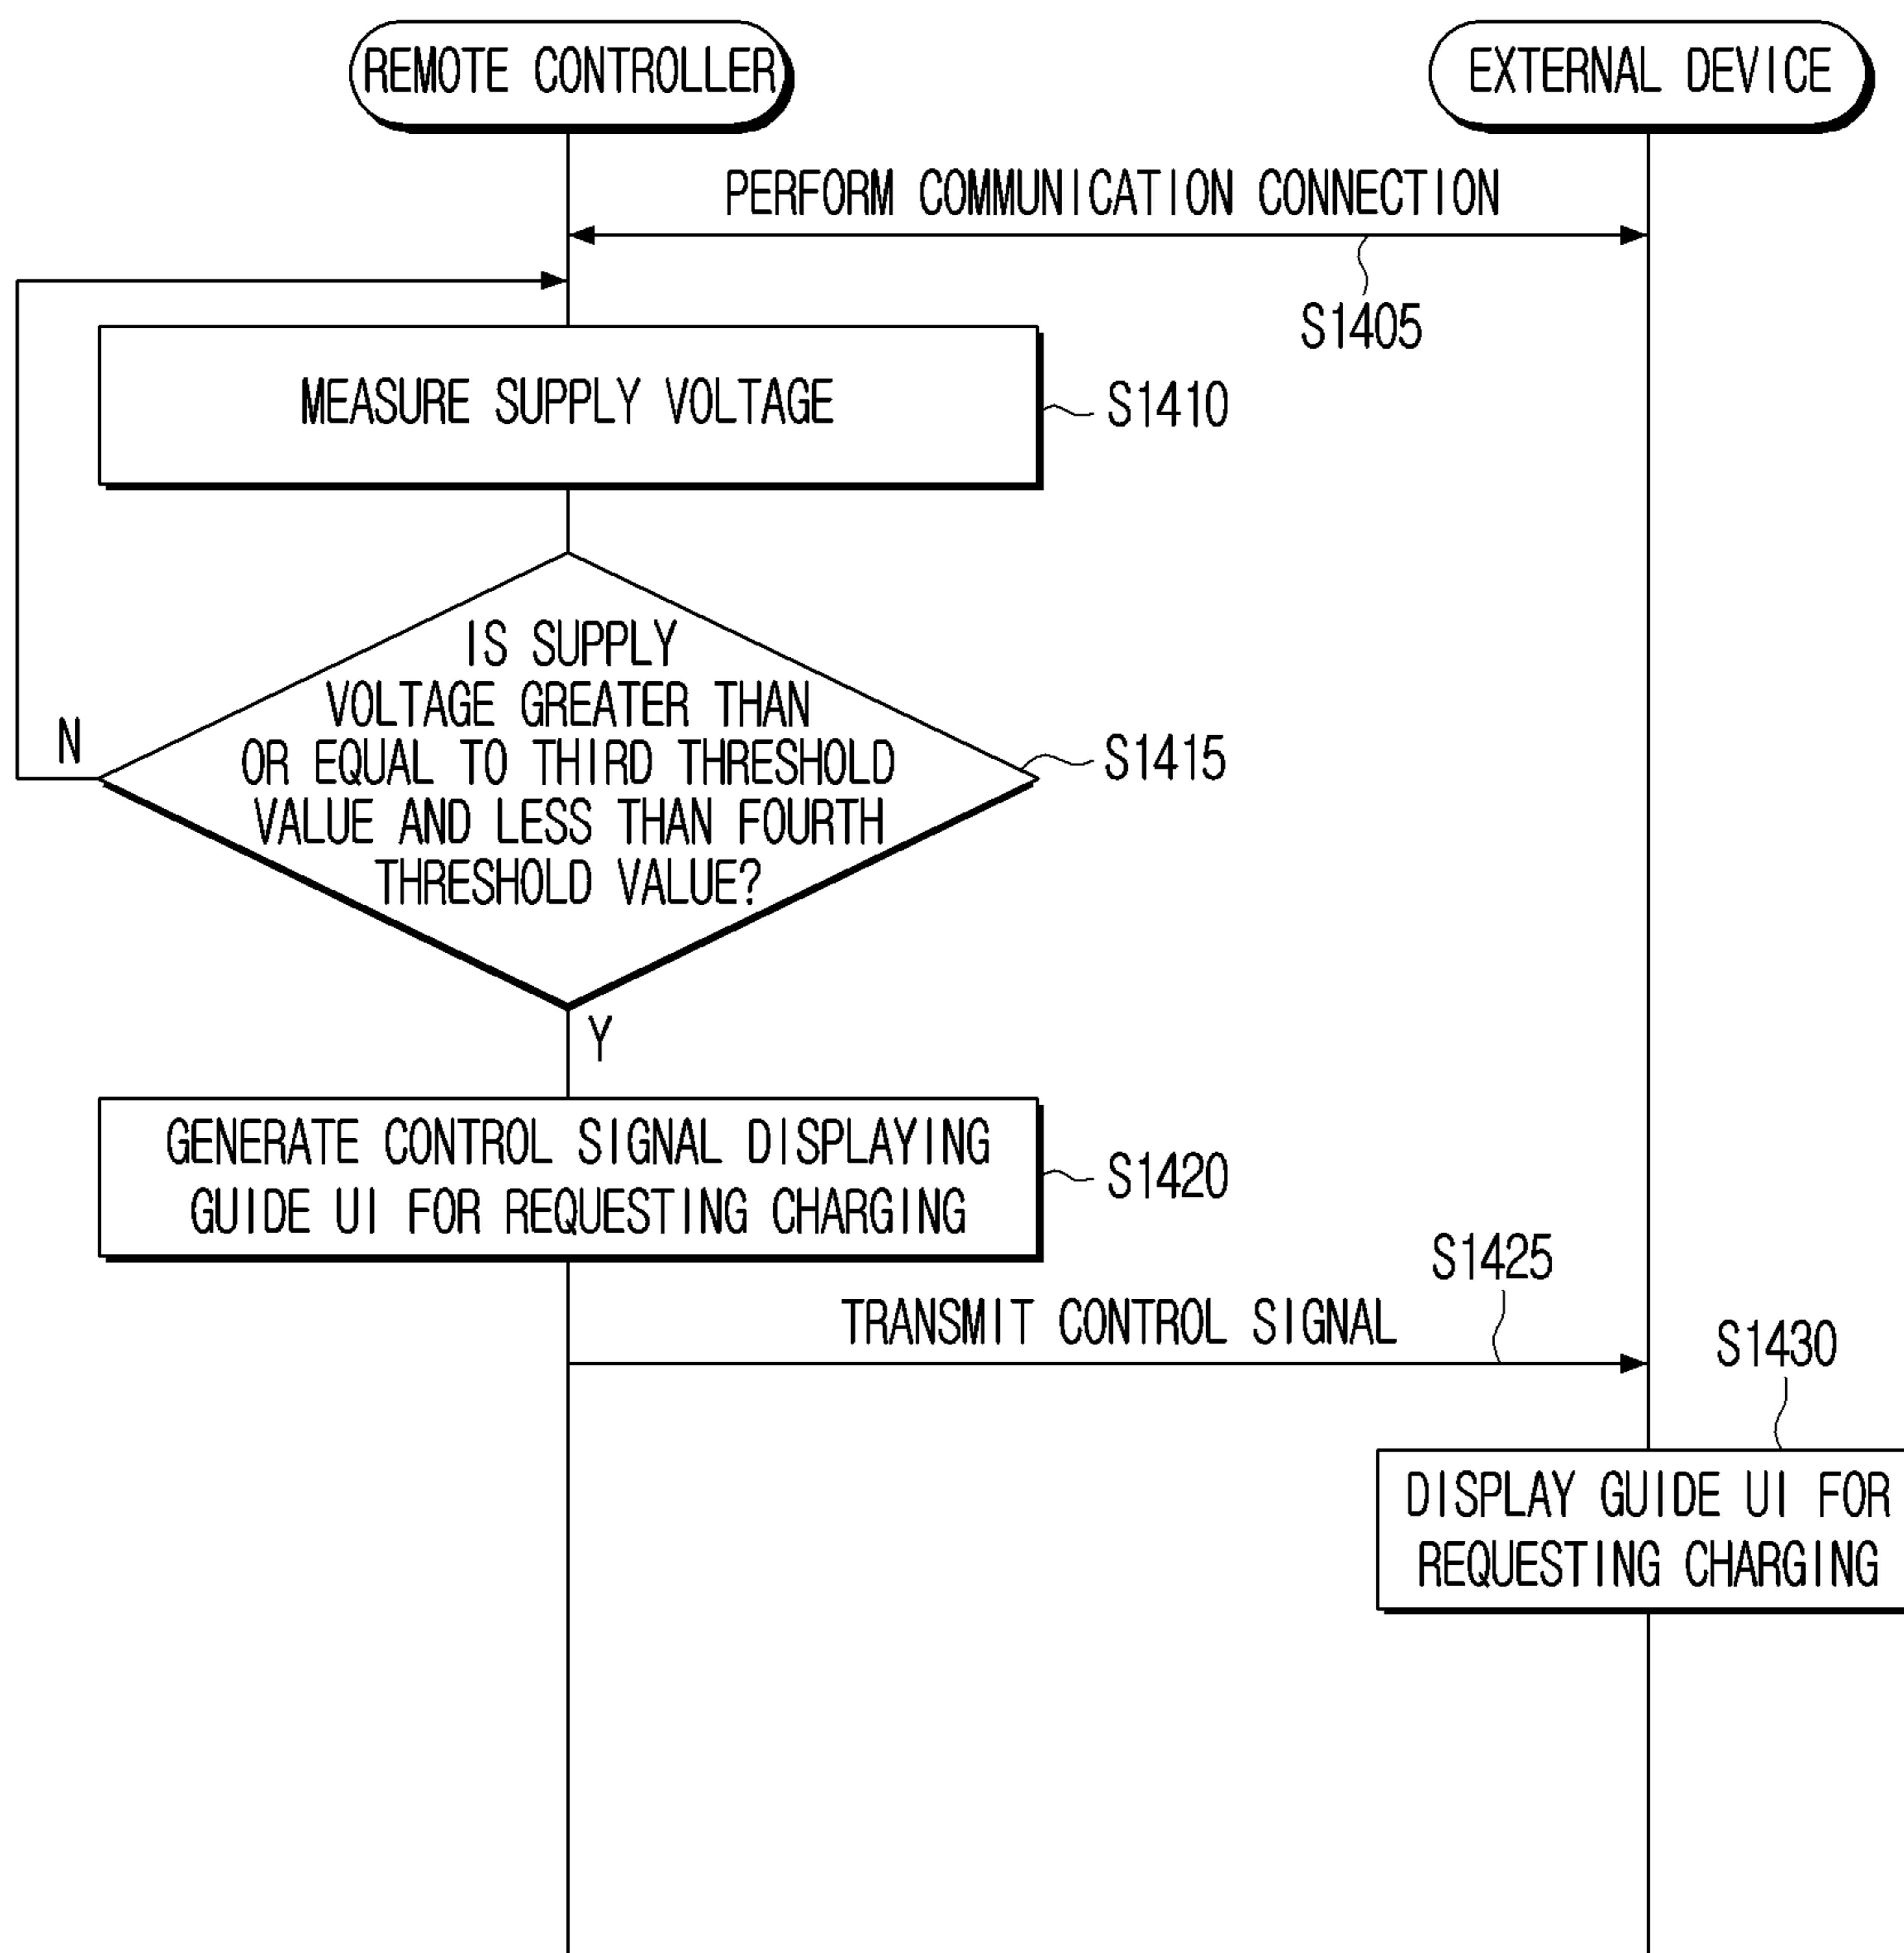 REMOTE CONTROLLER
EXTERNAL DEVICE
PERFORM COMMUNICATION CONNECTION
S1405
MEASURE SUPPLY VOLTAGE
S1410
IS SUPPLY
VOLTAGE GREATER THAN
OR EQUAL TO THIRD THRESHOLD
VALUE AND LESS THAN FOURTH
THRESHOLD VALUE?
S1415
N
Y
GENERATE CONTROL SIGNAL DISPLAYING
GUIDE UI FOR REQUESTING CHARGING
S1420
S1425
TRANSMIT CONTROL SIGNAL
S1430
DISPLAY GUIDE UI FOR
REQUESTING CHARGING